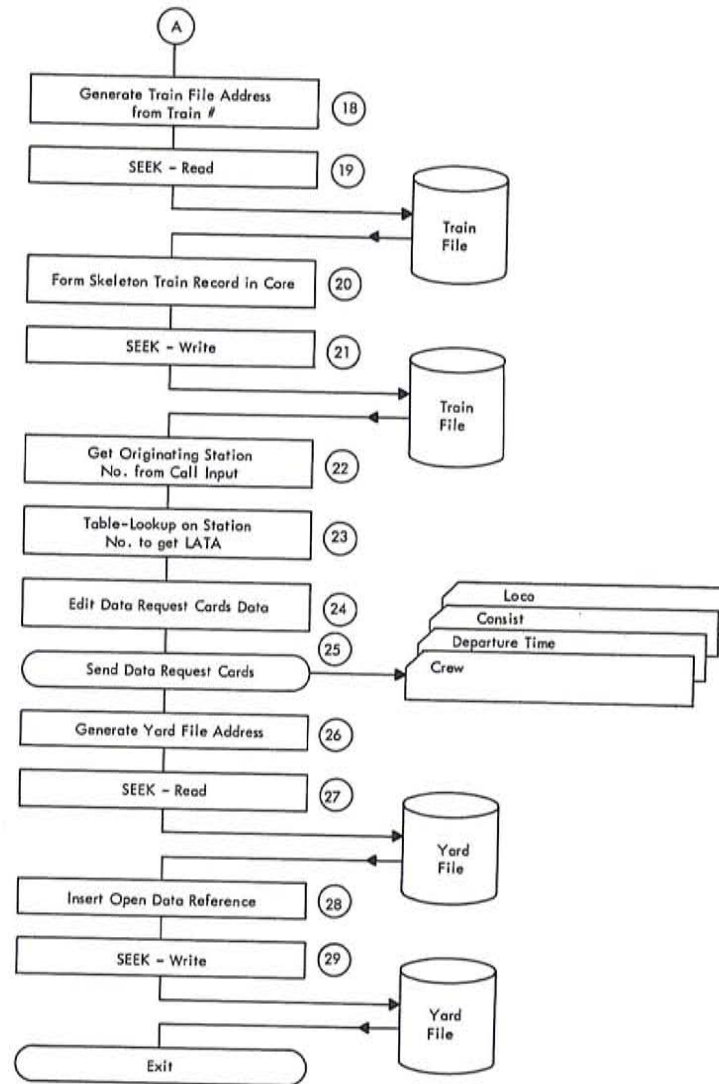 A
Generate Train File Address
from Train #
18
SEEK - Read
19
Train
File
Form Skeleton Train Record in Core
20
SEEK - Write
21
Train
File
Get Originating Station
No. from Call Input
22
Table-Lookup on Station
No. to get LATA
23
Edit Data Request Cards Data
24
25
Send Data Request Cards
Loco
Consist
Departure Time
Crew
Generate Yard File Address
26
SEEK - Read
27
Yard
File
Insert Open Data Reference
28
SEEK - Write
29
Yard
File
Exit